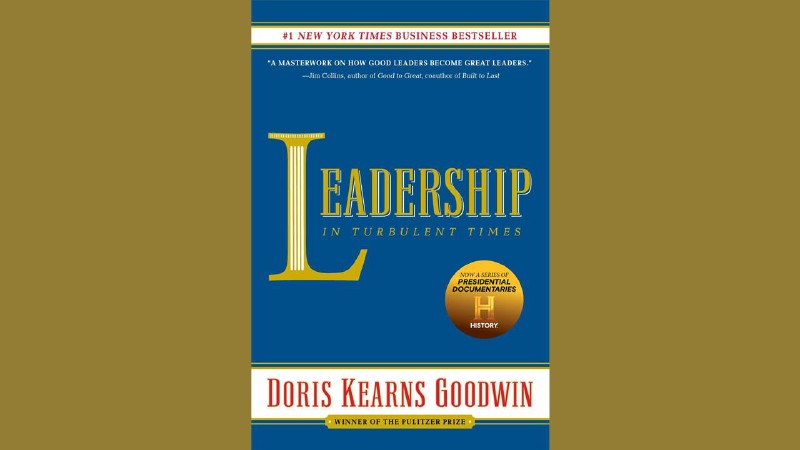 #1 NEW YORK TIMES BUSINESS BESTSELLER
"A MASTERWORK ON HOW GOOD LEADERS BECOME GREAT LEADERS."
—Jim Collins, author of Good to Great, coauthor of Built to Last
LEADERSHIP
IN TURBULENT TIMES
NOW A SERIES OF
PRESIDENTIAL
DOCUMENTARIES
H
HISTORY
DORIS KEARNS GOODWIN
• WINNER OF THE PULITZER PRIZE •